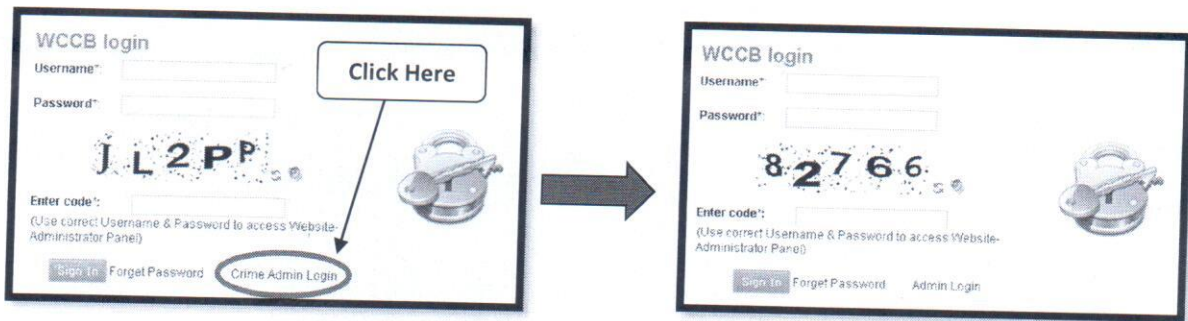 WCCB login
Username*:
Click Here
Password*:
JL2PP
Enter code*:
(Use correct Username & Password to access Website-
Administrator Panel)
Sign In Forget Password Crime Admin Login
WCCB login
Username*
Password*:
82766
Enter code*:
(Use correct Username & Password to access Website-
Administrator Panel)
Sign In Forget Password Admin Login